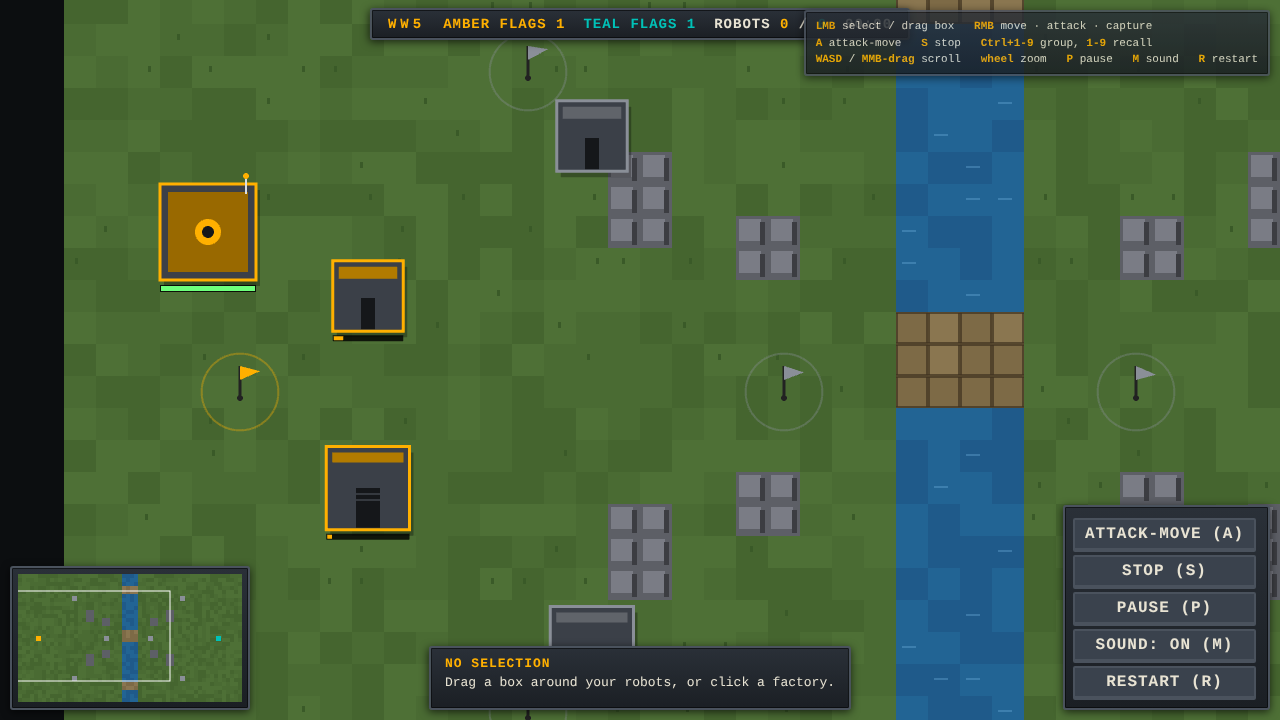 WW5 AMBER FLAGS 1 TEAL FLAGS 1 ROBOTS 0 /
LMB select / drag box RMB move · attack · capture
A attack-move S stop Ctrl+1-9 group, 1-9 recall
WASD / MMB-drag scroll wheel zoom P pause M sound R restart
ATTACK-MOVE (A)
STOP (S)
PAUSE (P)
SOUND: ON (M)
RESTART (R)
NO SELECTION
Drag a box around your robots, or click a factory.